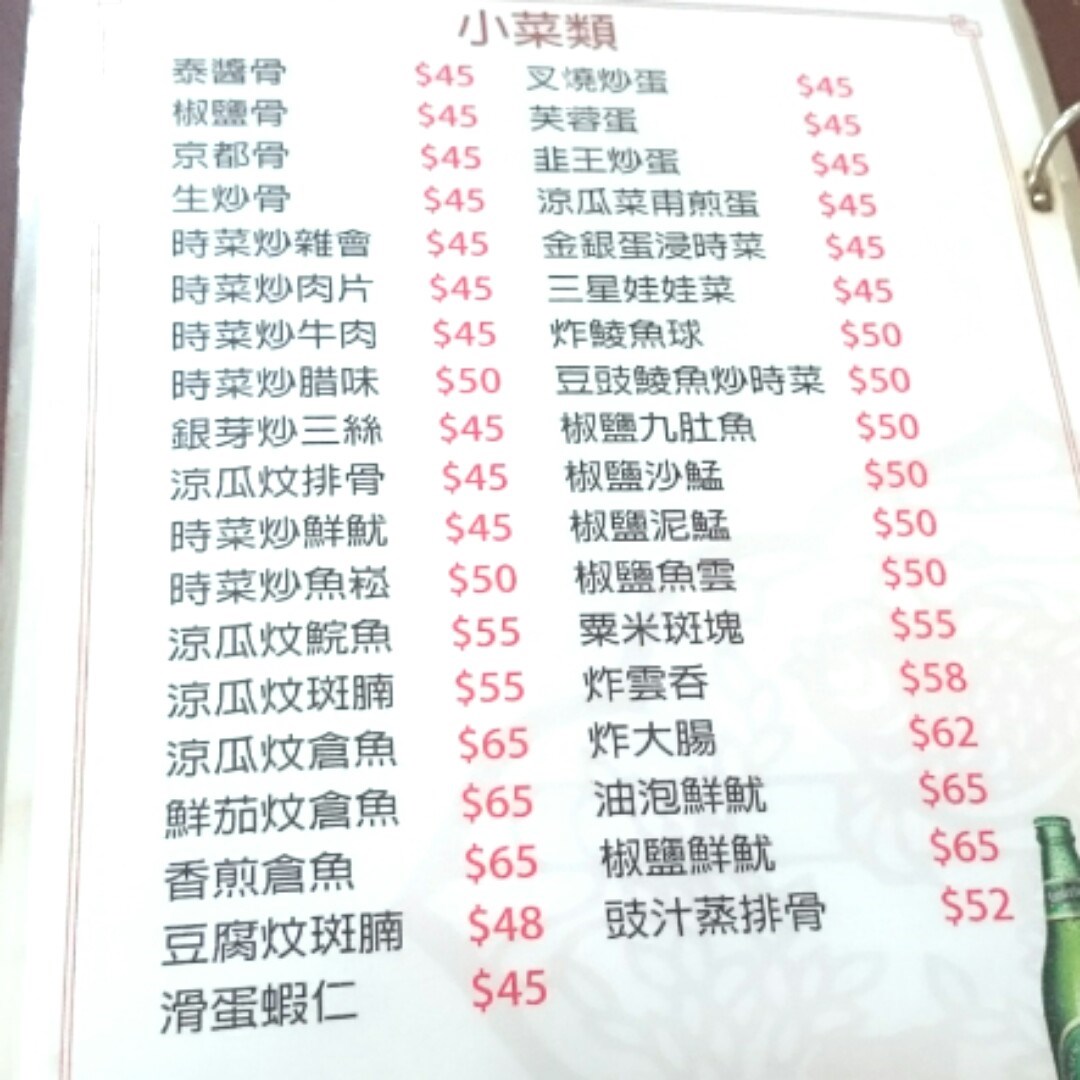 小菜類
泰醬骨 $45
椒鹽骨 $45
京都骨 $45
生炒骨 $45
時菜炒雜會 $45
時菜炒肉片 $45
時菜炒牛肉 $45
時菜炒腊味 $50
銀芽炒三絲 $45
涼瓜炆排骨 $45
時菜炒鮮魷 $45
時菜炒魚崧 $50
涼瓜炆鯇魚 $55
涼瓜炆斑腩 $55
涼瓜炆倉魚 $65
鮮茄炆倉魚 $65
香煎倉魚 $65
豆腐炆斑腩 $48
滑蛋蝦仁 $45
叉燒炒蛋 $45
芙蓉蛋 $45
韭王炒蛋 $45
涼瓜菜甫煎蛋 $45
金銀蛋浸時菜 $45
三星娃娃菜 $45
炸鯪魚球 $50
豆豉鯪魚炒時菜 $50
椒鹽九肚魚 $50
椒鹽沙鯭 $50
椒鹽泥鯭 $50
椒鹽魚雲 $50
粟米斑塊 $55
炸雲吞 $58
炸大腸 $62
油泡鮮魷 $65
椒鹽鮮魷 $65
豉汁蒸排骨 $52